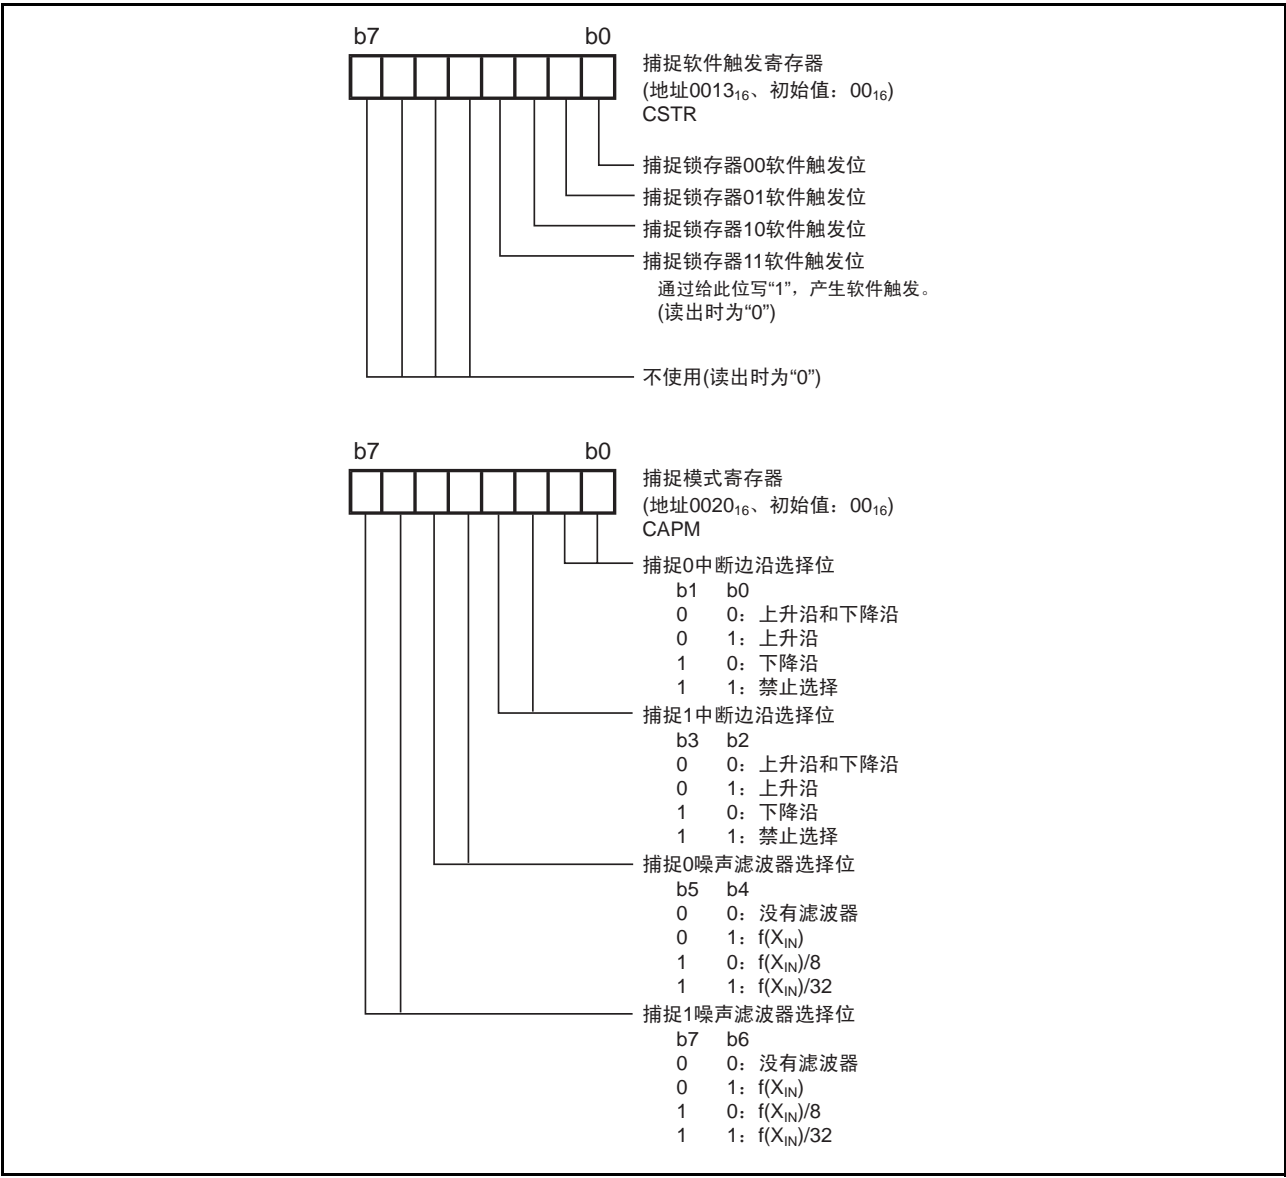 b7 b0
捕捉软件触发寄存器
(地址0013₁₆、初始值：00₁₆)
CSTR
捕捉锁存器00软件触发位
捕捉锁存器01软件触发位
捕捉锁存器10软件触发位
捕捉锁存器11软件触发位
通过给此位写“1”，产生软件触发。
(读出时为“0”)
不使用(读出时为“0”)
b7 b0
捕捉模式寄存器
(地址0020₁₆、初始值：00₁₆)
CAPM
捕捉0中断边沿选择位
b1 b0
0 0：上升沿和下降沿
0 1：上升沿
1 0：下降沿
1 1：禁止选择
捕捉1中断边沿选择位
b3 b2
0 0：上升沿和下降沿
0 1：上升沿
1 0：下降沿
1 1：禁止选择
捕捉0噪声滤波器选择位
b5 b4
0 0：没有滤波器
0 1：f(X_IN)
1 0：f(X_IN)/8
1 1：f(X_IN)/32
捕捉1噪声滤波器选择位
b7 b6
0 0：没有滤波器
0 1：f(X_IN)
1 0：f(X_IN)/8
1 1：f(X_IN)/32